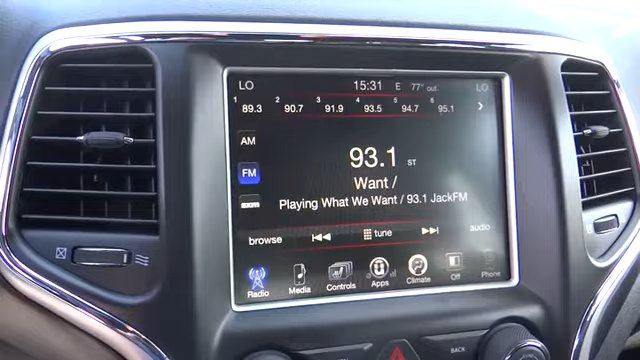 LO 15:31 E 77° out LO
1 89.3 2 90.7 3 91.9 4 93.5 5 94.7 6 95.1
AM
93.1 ST
FM
Want /
sxm
Playing What We Want / 93.1 JackFM
browse tune audio
Radio Media Controls Apps Climate Off Phone
BACK